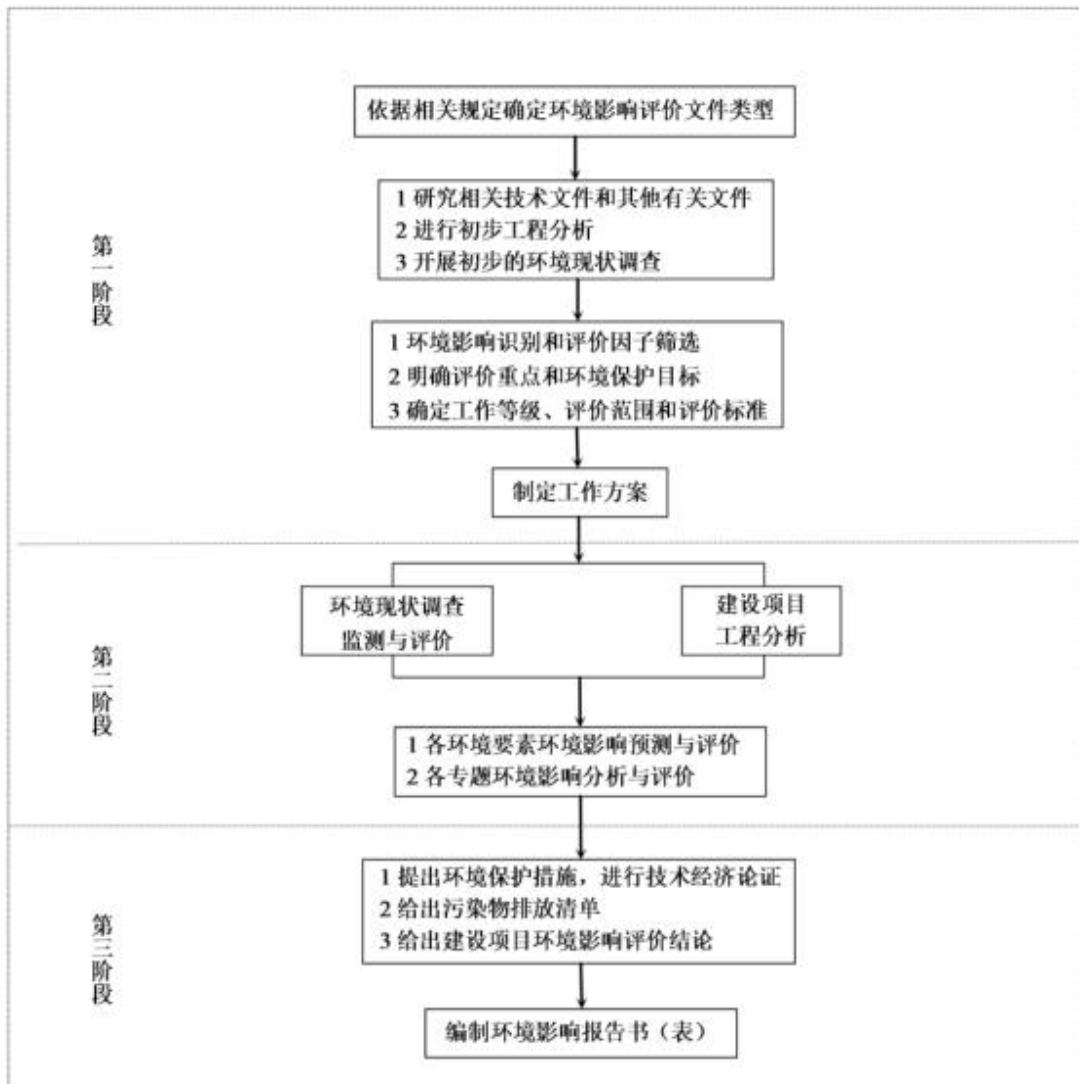 依据相关规定确定环境影响评价文件类型
1 研究相关技术文件和其他有关文件
2 进行初步工程分析
3 开展初步的环境现状调查
第一阶段
1 环境影响识别和评价因子筛选
2 明确评价重点和环境保护目标
3 确定工作等级、评价范围和评价标准
制定工作方案
环境现状调查
监测与评价
建设项目
工程分析
第二阶段
1 各环境要素环境影响预测与评价
2 各专题环境影响分析与评价
1 提出环境保护措施，进行技术经济论证
2 给出污染物排放清单
3 给出建设项目环境影响评价结论
第三阶段
编制环境影响报告书（表）